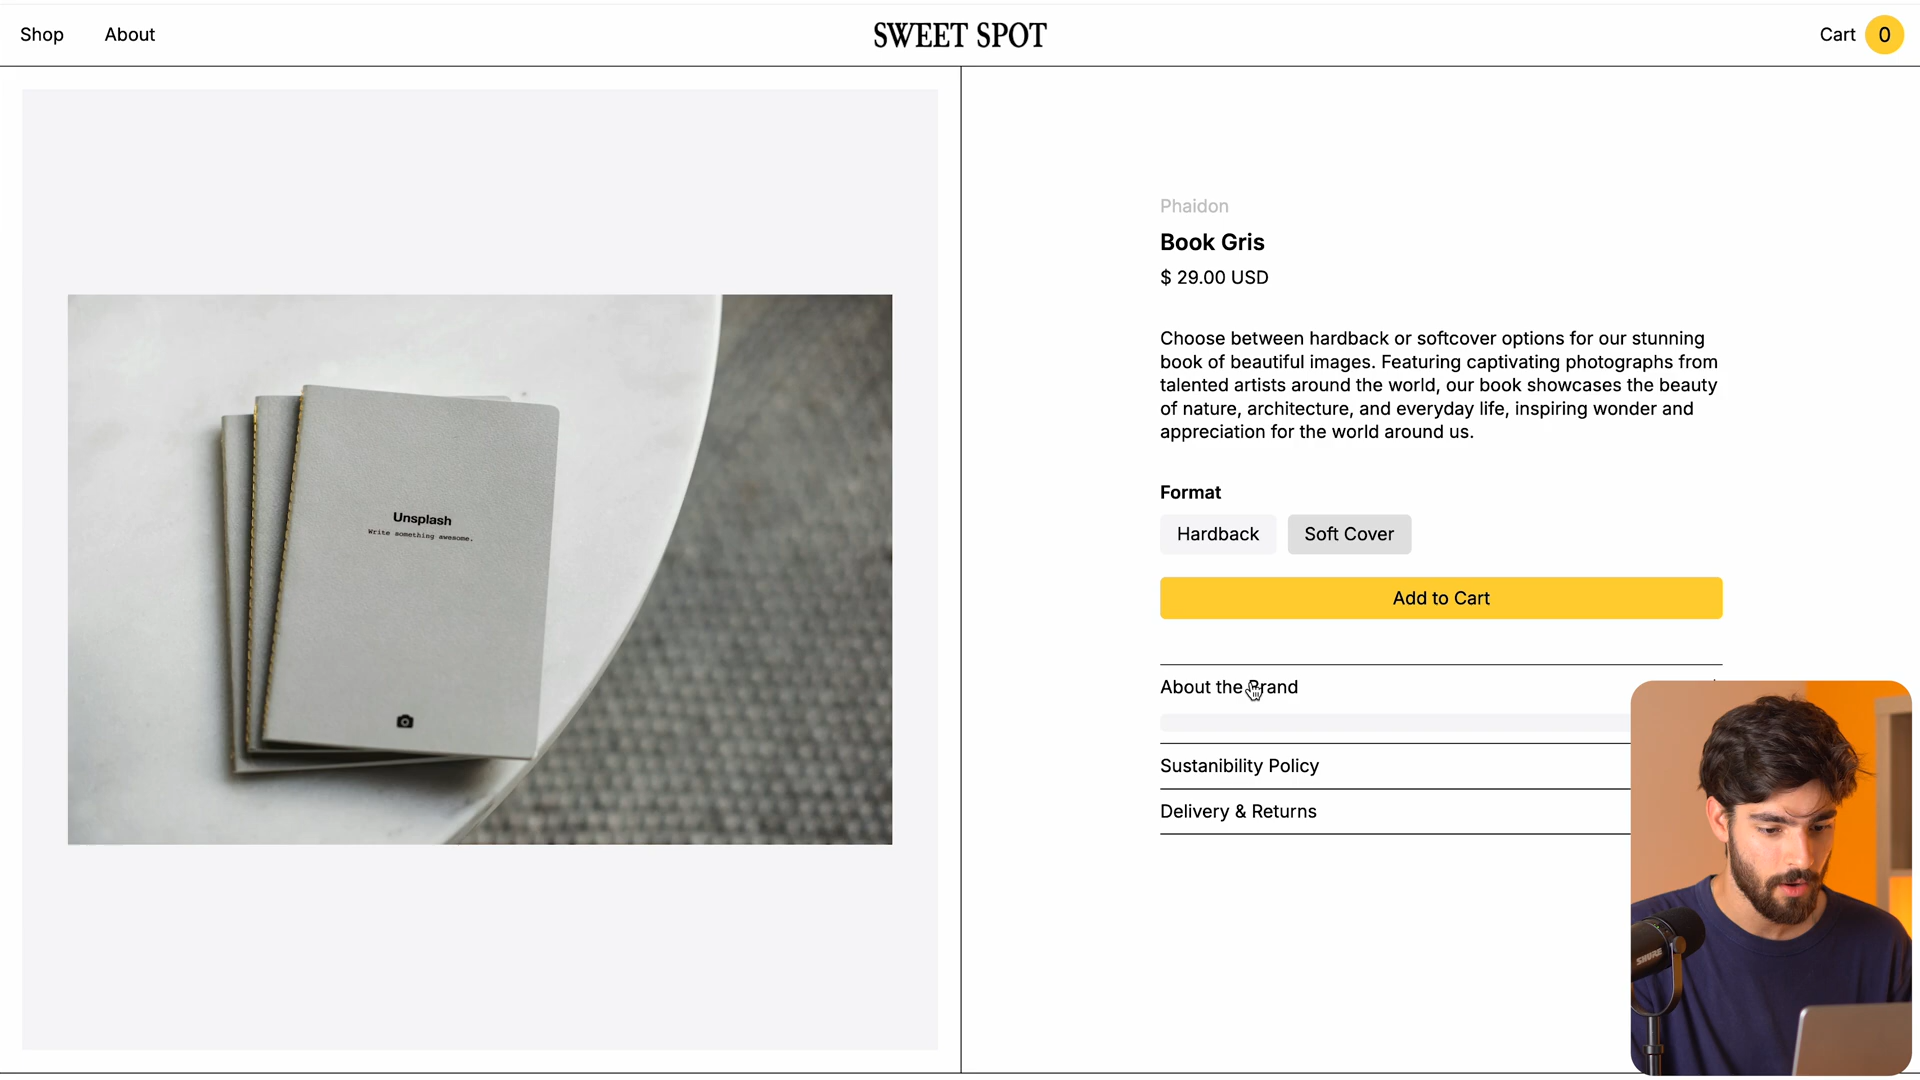 Shop
About
SWEET SPOT
Cart 0
Unsplash
Write something awesome.
Phaidon
Book Gris
$ 29.00 USD
Choose between hardback or softcover options for our stunning
book of beautiful images. Featuring captivating photographs from
talented artists around the world, our book showcases the beauty
of nature, architecture, and everyday life, inspiring wonder and
appreciation for the world around us.
Format
Hardback
Soft Cover
Add to Cart
About the Brand
Sustanibility Policy
Delivery & Returns
SHURE